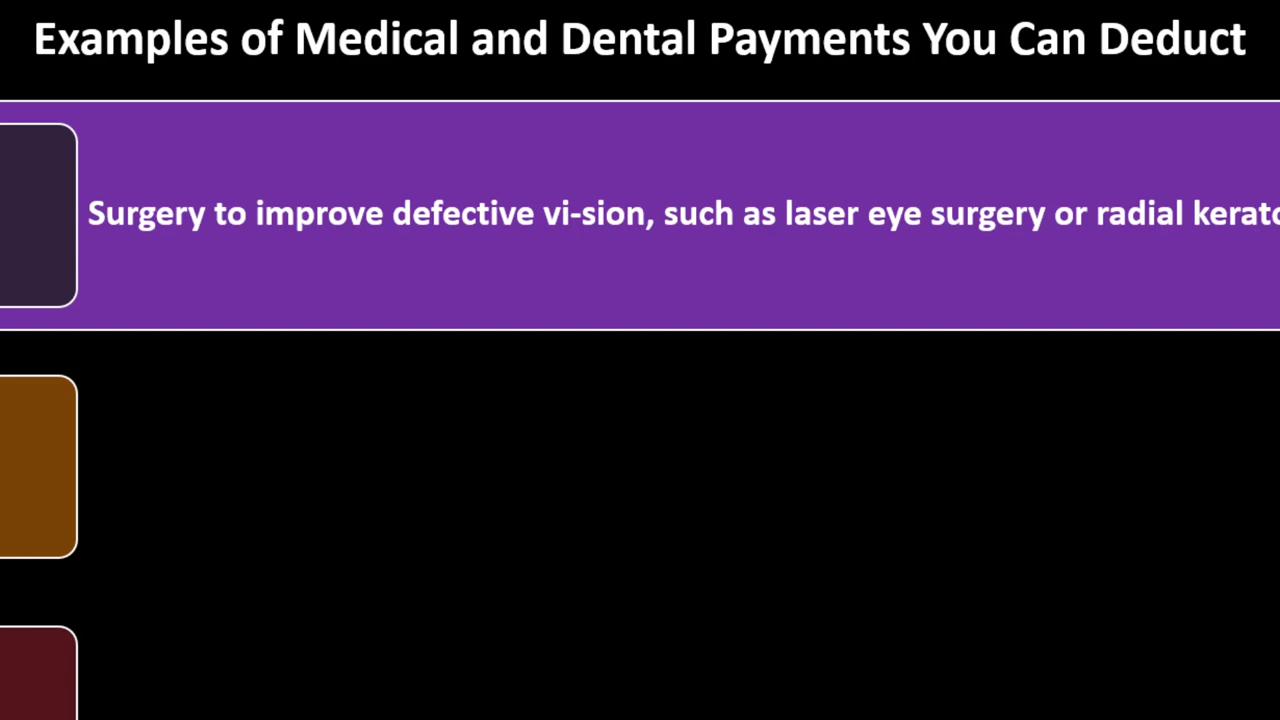 Examples of Medical and Dental Payments You Can Deduct
Surgery to improve defective vi-sion, such as laser eye surgery or radial